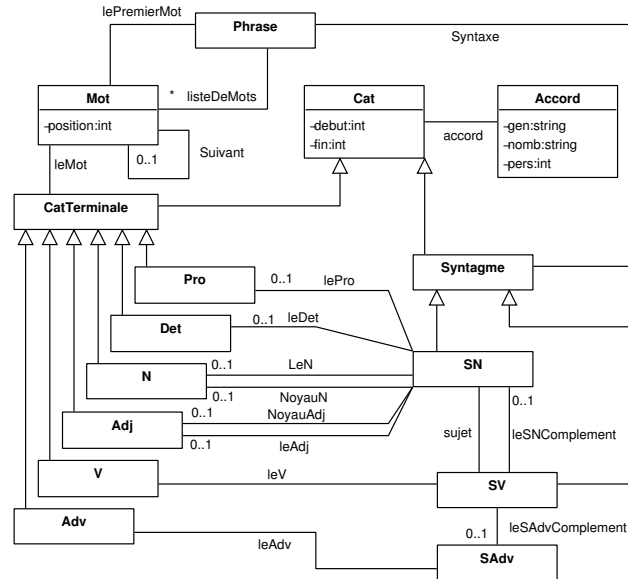 lePremierMot
Phrase
Syntaxe
* listeDeMots
Mot
-position:int
0..1
Suivant
leMot
Cat
-debut:int
-fin:int
accord
Accord
-gen:string
-nomb:string
-pers:int
CatTerminale
Syntagme
Pro
0..1
lePro
Det
0..1
leDet
N
0..1
LeN
0..1
NoyauN
SN
Adj
0..1
NoyauAdj
0..1
leAdj
0..1
sujet
leSNComplement
V
leV
SV
Adv
leAdv
0..1
leSAdvComplement
SAdv